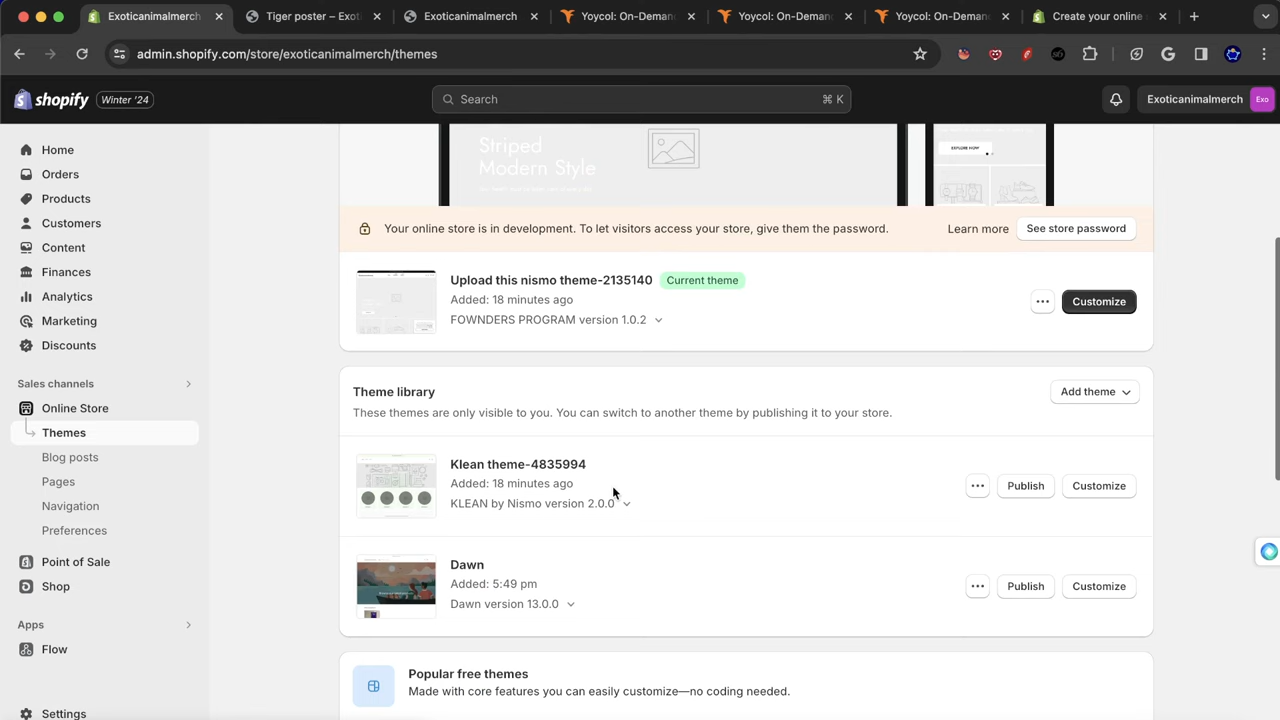 Exoticanimalmerch
Tiger poster – Exoti
Exoticanimalmerch
Yoycol: On-Deman
Yoycol: On-Deman
Yoycol: On-Deman
Create your online
admin.shopify.com/store/exoticanimalmerch/themes
shopify
Winter '24
Search
⌘ K
Exoticanimalmerch
Exo
Home
Orders
Products
Customers
Content
Finances
Analytics
Marketing
Discounts
Sales channels
Online Store
Themes
Blog posts
Pages
Navigation
Preferences
Point of Sale
Shop
Apps
Flow
Settings
Striped
Modern Style
EXPLORE NOW
Your online store is in development. To let visitors access your store, give them the password.
Learn more
See store password
Upload this nismo theme-2135140
Current theme
Added: 18 minutes ago
FOWNDERS PROGRAM version 1.0.2
Customize
Theme library
Add theme
These themes are only visible to you. You can switch to another theme by publishing it to your store.
Klean theme-4835994
Added: 18 minutes ago
KLEAN by Nismo version 2.0.0
Publish
Customize
Dawn
Added: 5:49 pm
Dawn version 13.0.0
Publish
Customize
Popular free themes
Made with core features you can easily customize—no coding needed.